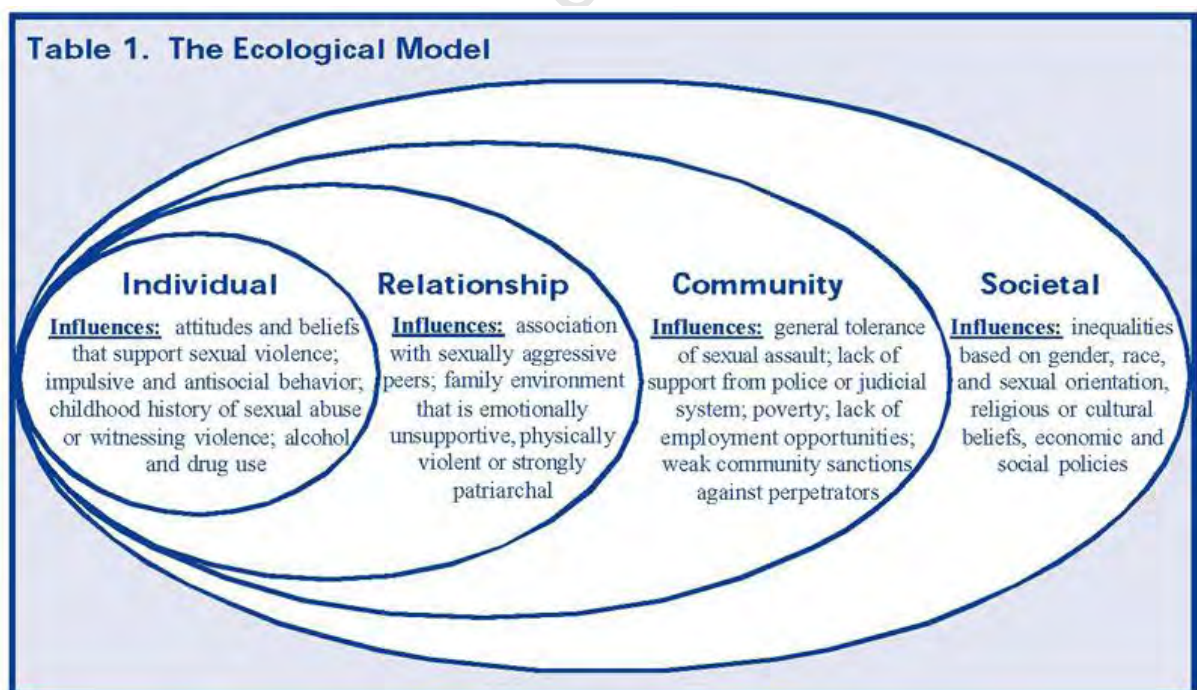 Table 1. The Ecological Model
Individual
Influences: attitudes and beliefs
that support sexual violence;
impulsive and antisocial behavior;
childhood history of sexual abuse
or witnessing violence; alcohol
and drug use
Relationship
Influences: association
with sexually aggressive
peers; family environment
that is emotionally
unsupportive, physically
violent or strongly
patriarchal
Community
Influences: general tolerance
of sexual assault; lack of
support from police or judicial
system; poverty; lack of
employment opportunities;
weak community sanctions
against perpetrators
Societal
Influences: inequalities
based on gender, race,
and sexual orientation,
religious or cultural
beliefs, economic and
social policies